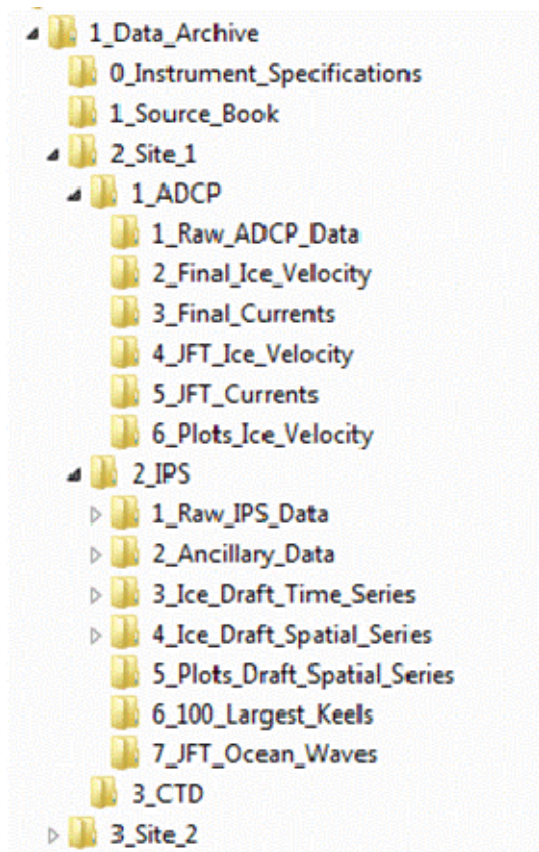 1_Data_Archive
0_Instrument_Specifications
1_Source_Book
2_Site_1
1_ADCP
1_Raw_ADCP_Data
2_Final_Ice_Velocity
3_Final_Currents
4_JFT_Ice_Velocity
5_JFT_Currents
6_Plots_Ice_Velocity
2_IPS
1_Raw_IPS_Data
2_Ancillary_Data
3_Ice_Draft_Time_Series
4_Ice_Draft_Spatial_Series
5_Plots_Draft_Spatial_Series
6_100_Largest_Keels
7_JFT_Ocean_Waves
3_CTD
3_Site_2